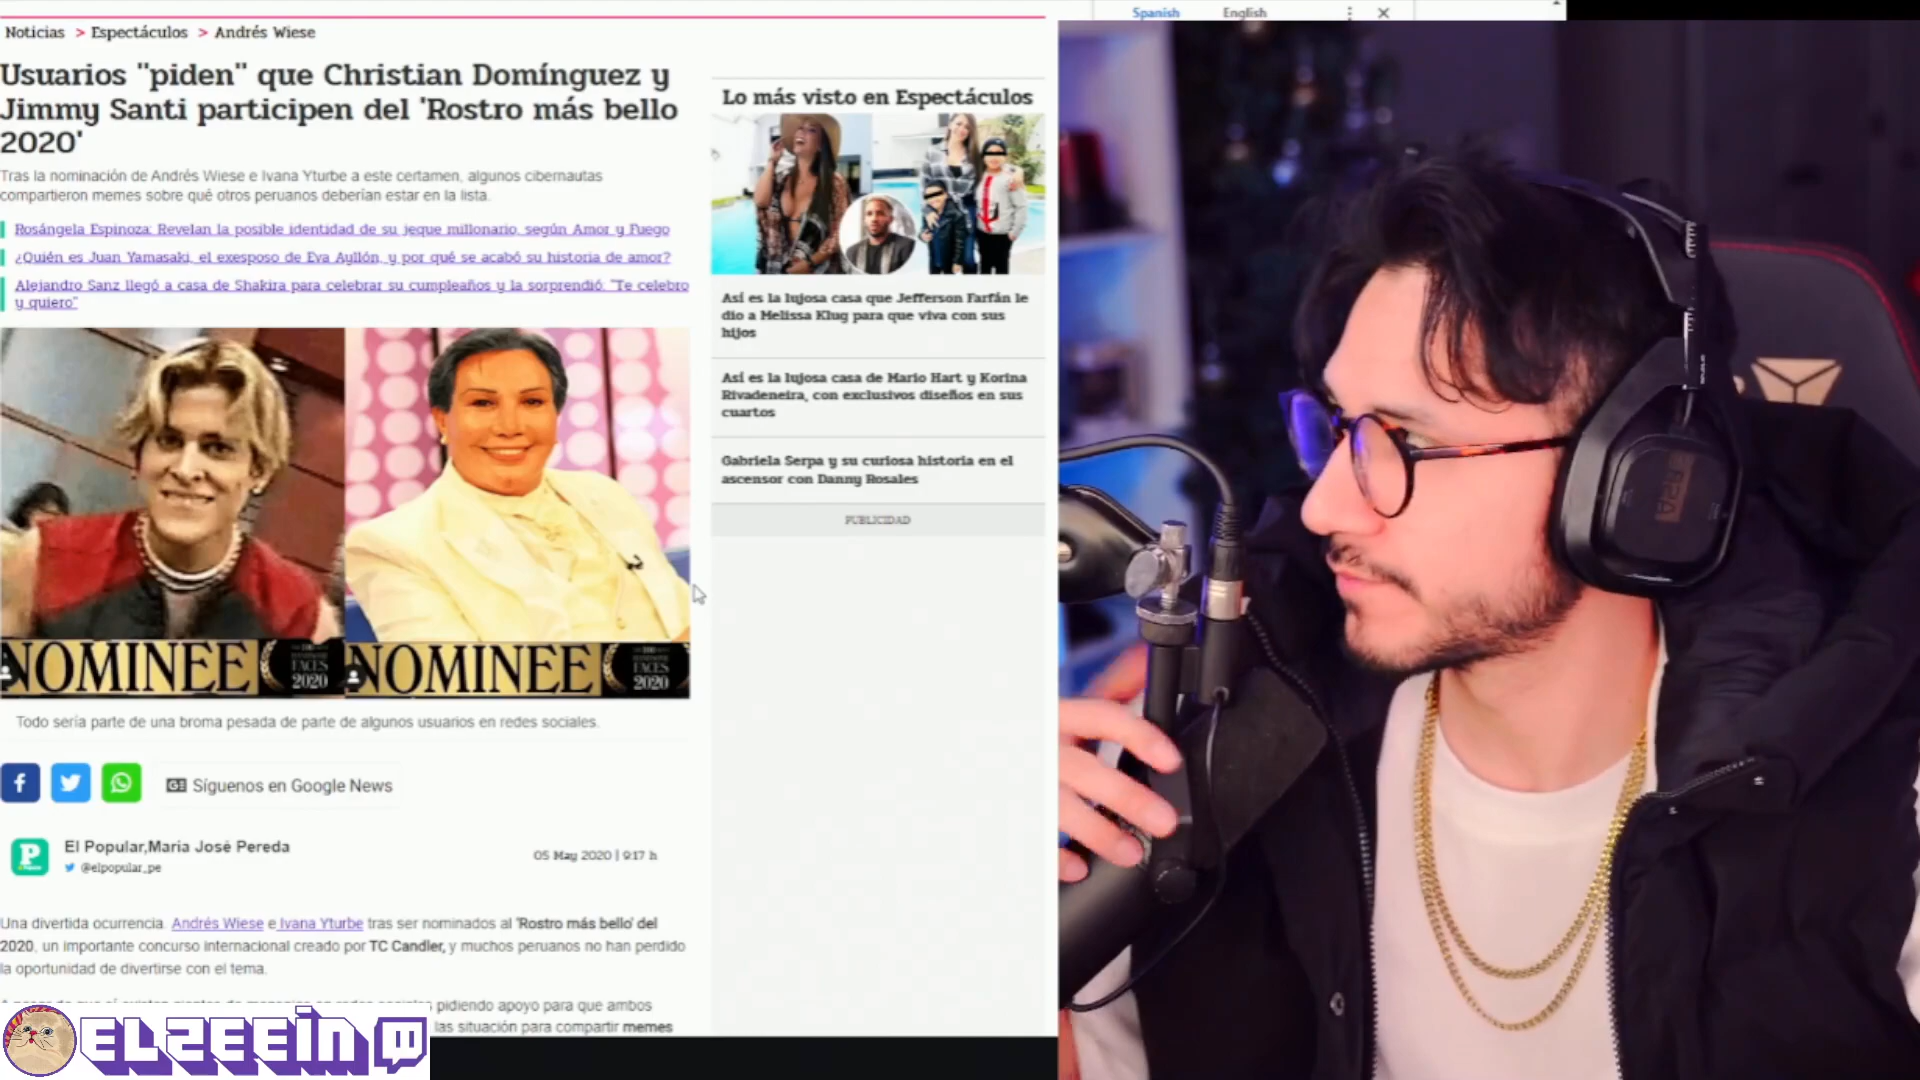 Spanish English
Noticias > Espectáculos > Andrés Wiese
Usuarios "piden" que Christian Domínguez y
Jimmy Santi participen del 'Rostro más bello
2020'
Tras la nominación de Andrés Wiese e Ivana Yturbe a este certamen, algunos cibernautas
compartieron memes sobre qué otros peruanos deberían estar en la lista.
Rosángela Espinoza: Revelan la posible identidad de su jeque millonario, según Amor y Fuego
¿Quién es Juan Yamasaki, el exesposo de Eva Ayllón, y por qué se acabó su historia de amor?
Alejandro Sanz llegó a casa de Shakira para celebrar su cumpleaños y la sorprendió: "Te celebro
y quiero"
NOMINEE
FACES
2020
NOMINEE
FACES
2020
Todo sería parte de una broma pesada de parte de algunos usuarios en redes sociales.
Síguenos en Google News
El Popular,Maria José Pereda
@elpopular_pe
05 May 2020 | 9:17 h
Una divertida ocurrencia. Andrés Wiese e Ivana Yturbe tras ser nominados al 'Rostro más bello' del
2020, un importante concurso internacional creado por TC Candler, y muchos peruanos no han perdido
la oportunidad de divertirse con el tema.
pidiendo apoyo para que ambos
las situación para compartir memes
Lo más visto en Espectáculos
Así es la lujosa casa que Jefferson Farfán le
dio a Melissa Klug para que viva con sus
hijos
Así es la lujosa casa de Mario Hart y Korina
Rivadeneira, con exclusivos diseños en sus
cuartos
Gabriela Serpa y su curiosa historia en el
ascensor con Danny Rosales
PUBLICIDAD
ELZEEIN